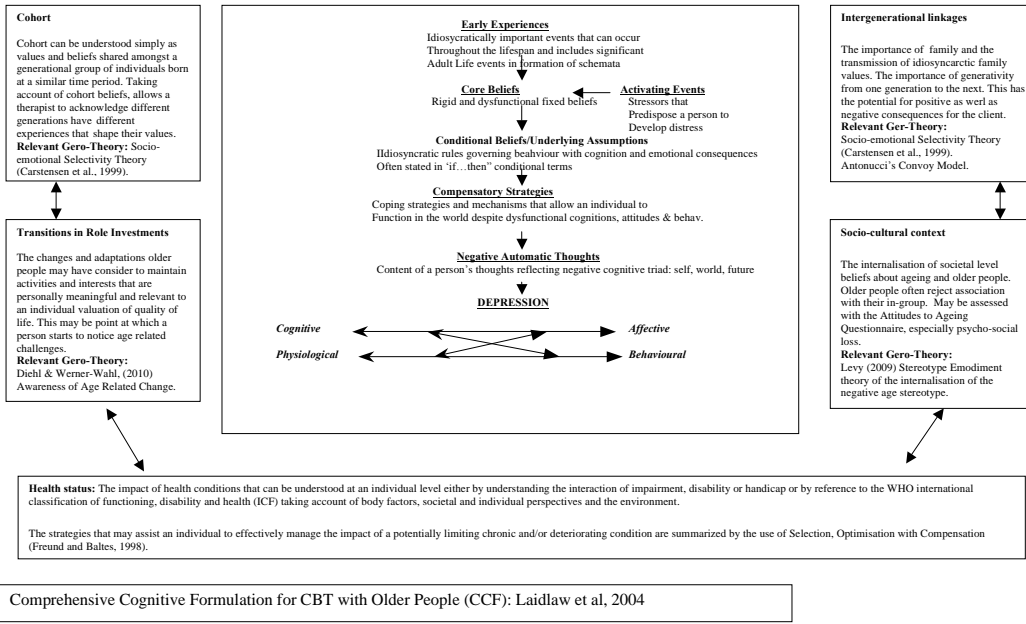 Cohort
Cohort can be understood simply as
values and beliefs shared amongst a
generational group of individuals born
at a similar time period. Taking
account of cohort beliefs, allows a
therapist to acknowledge different
generations have different
experiences that shape their values.
Relevant Gero-Theory: Socio-
emotional Selectivity Theory
(Carstensen et al., 1999).
Transitions in Role Investments
The changes and adaptations older
people may have consider to maintain
activities and interests that are
personally meaningful and relevant to
an individual valuation of quality of
life. This may be point at which a
person starts to notice age related
challenges.
Relevant Gero-Theory:
Diehl & Werner-Wahl, (2010)
Awareness of Age Related Change.
Early Experiences
Idiosycratically important events that can occur
Throughout the lifespan and includes significant
Adult Life events in formation of schemata
Core Beliefs
Rigid and dysfunctional fixed beliefs
Activating Events
Stressors that
Predispose a person to
Develop distress
Conditional Beliefs/Underlying Assumptions
IIdiosyncratic rules governing beahviour with cognition and emotional consequences
Often stated in ‘if…then” conditional terms
Compensatory Strategies
Coping strategies and mechanisms that allow an individual to
Function in the world despite dysfunctional cognitions, attitudes & behav.
Negative Automatic Thoughts
Content of a person’s thoughts reflecting negative cognitive triad: self, world, future
DEPRESSION
Cognitive
Affective
Physiological
Behavioural
Intergenerational linkages
The importance of family and the
transmission of idiosyncarctic family
values. The importance of generativity
from one generation to the next. This has
the potential for positive as werl as
negative consequences for the client.
Relevant Ger-Theory:
Socio-emotional Selectivity Theory
(Carstensen et al., 1999).
Antonucci’s Convoy Model.
Socio-cultural context
The internalisation of societal level
beliefs about ageing and older people.
Older people often reject association
with their in-group. May be assessed
with the Attitudes to Ageing
Questionnaire, especially psycho-social
loss.
Relevant Gero-Theory:
Levy (2009) Stereotype Emodiment
theory of the internalisation of the
negative age stereotype.
Health status: The impact of health conditions that can be understood at an individual level either by understanding the interaction of impairment, disability or handicap or by reference to the WHO international
classification of functioning, disability and health (ICF) taking account of body factors, societal and individual perspectives and the environment.
The strategies that may assist an individual to effectively manage the impact of a potentially limiting chronic and/or deteriorating condition are summarized by the use of Selection, Optimisation with Compensation
(Freund and Baltes, 1998).
Comprehensive Cognitive Formulation for CBT with Older People (CCF): Laidlaw et al, 2004